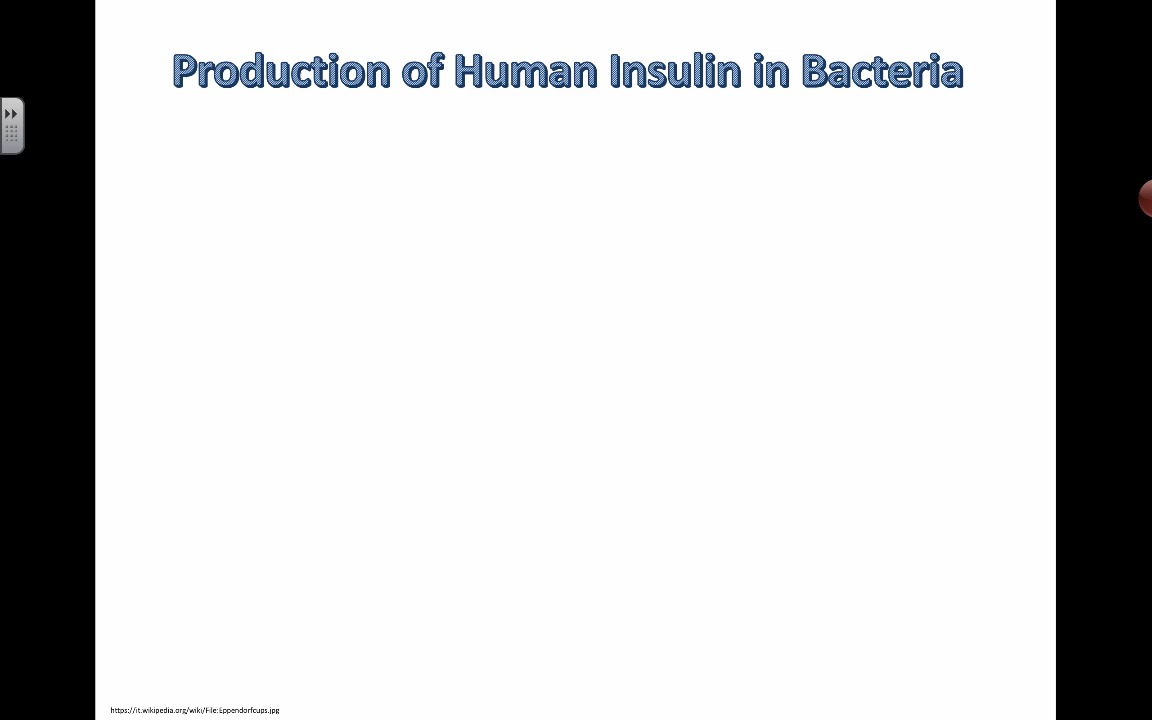 Production of Human Insulin in Bacteria
https://it.wikipedia.org/wiki/File:Eppendorfcups.jpg